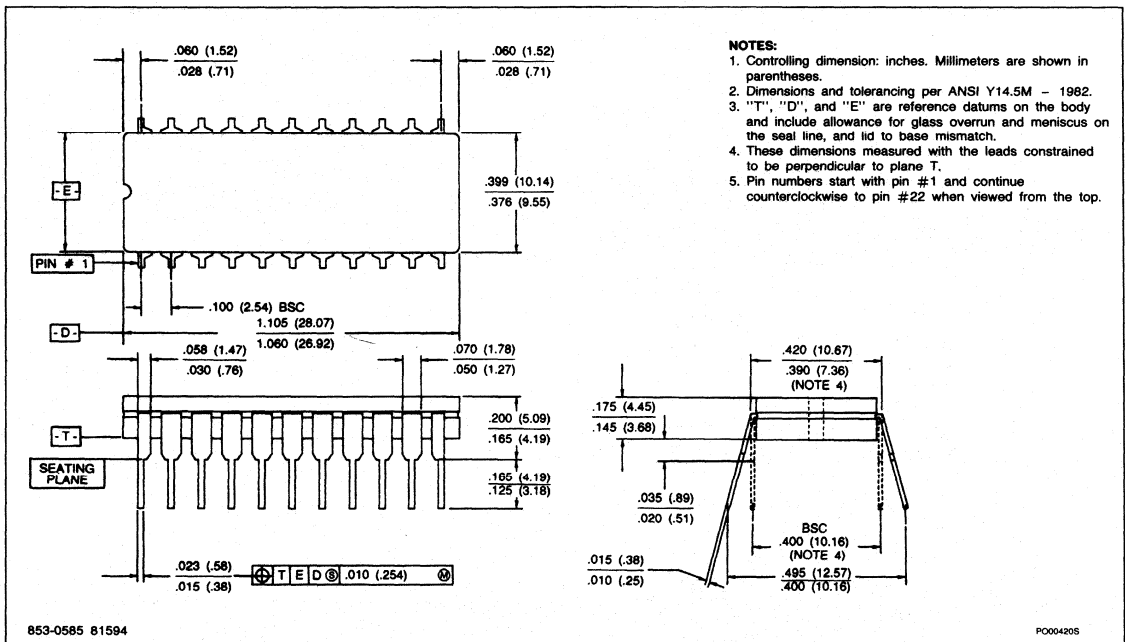 .060 (1.52)
.028 (.71)
.060 (1.52)
.028 (.71)
NOTES:
1. Controlling dimension: inches. Millimeters are shown in
parentheses.
2. Dimensions and tolerancing per ANSI Y14.5M – 1982.
3. "T", "D", and "E" are reference datums on the body
and include allowance for glass overrun and meniscus on
the seal line, and lid to base mismatch.
4. These dimensions measured with the leads constrained
to be perpendicular to plane T.
5. Pin numbers start with pin #1 and continue
counterclockwise to pin #22 when viewed from the top.
-E-
.399 (10.14)
.376 (9.55)
PIN # 1
.100 (2.54) BSC
-D-
1.105 (28.07)
1.060 (26.92)
.058 (1.47)
.030 (.76)
.070 (1.78)
.050 (1.27)
.200 (5.09)
.165 (4.19)
-T-
SEATING
PLANE
.165 (4.19)
.125 (3.18)
.023 (.58)
.015 (.38)
⌖ T E D Ⓢ .010 (.254) Ⓜ
.420 (10.67)
.390 (7.36)
(NOTE 4)
.175 (4.45)
.145 (3.68)
.035 (.89)
.020 (.51)
BSC
.400 (10.16)
(NOTE 4)
.015 (.38)
.010 (.25)
.495 (12.57)
.400 (10.16)
853-0585 81594
PO00420S